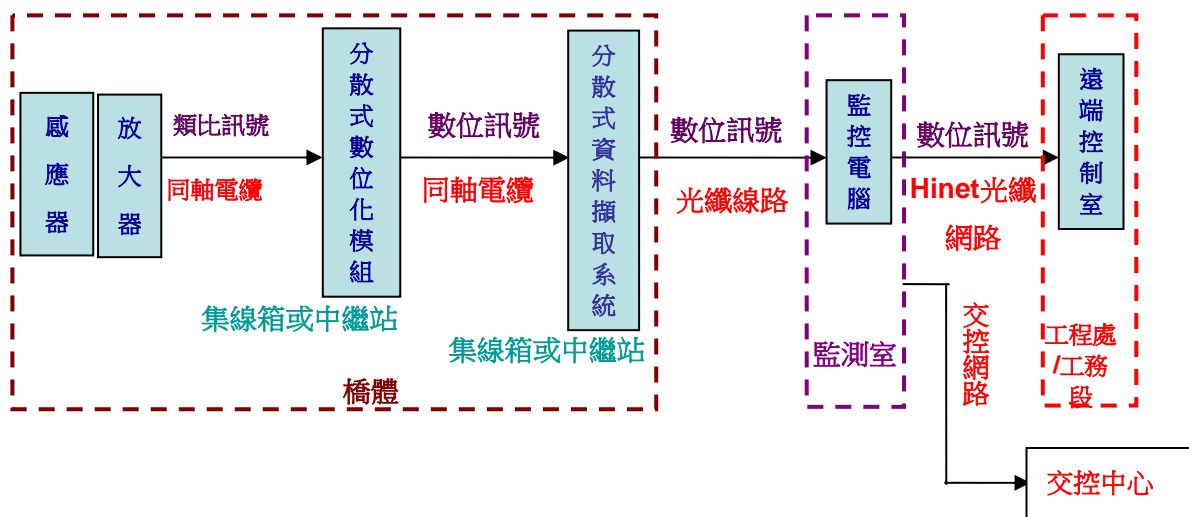 感應器
放大器
類比訊號
同軸電纜
分散式數位化模組
集線箱或中繼站
數位訊號
同軸電纜
分散式資料擷取系統
集線箱或中繼站
橋體
數位訊號
光纖線路
監控電腦
監測室
數位訊號
Hinet光纖
網路
遠端控制室
工程處
/工務
段
交控網路
交控中心